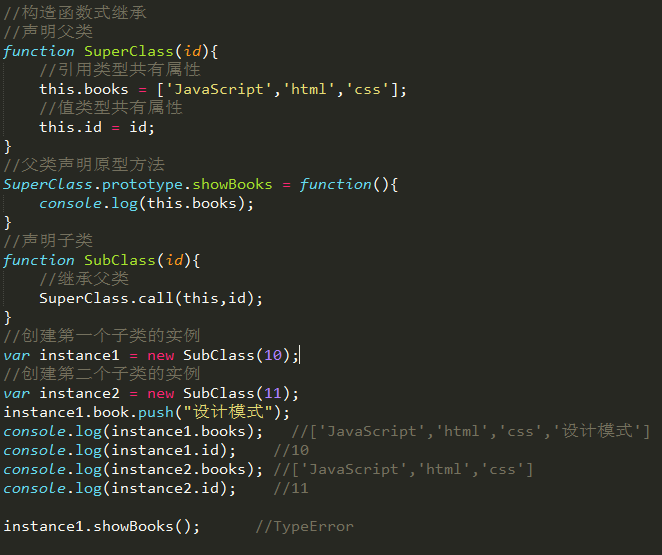 //构造函数式继承
//声明父类
function SuperClass(id){
    //引用类型共有属性
    this.books = ['JavaScript','html','css'];
    //值类型共有属性
    this.id = id;
}
//父类声明原型方法
SuperClass.prototype.showBooks = function(){
    console.log(this.books);
}
//声明子类
function SubClass(id){
    //继承父类
    SuperClass.call(this,id);
}
//创建第一个子类的实例
var instance1 = new SubClass(10);
//创建第二个子类的实例
var instance2 = new SubClass(11);
instance1.book.push("设计模式");
console.log(instance1.books);   //['JavaScript','html','css','设计模式']
console.log(instance1.id);    //10
console.log(instance2.books); //['JavaScript','html','css']
console.log(instance2.id);    //11

instance1.showBooks();      //TypeError